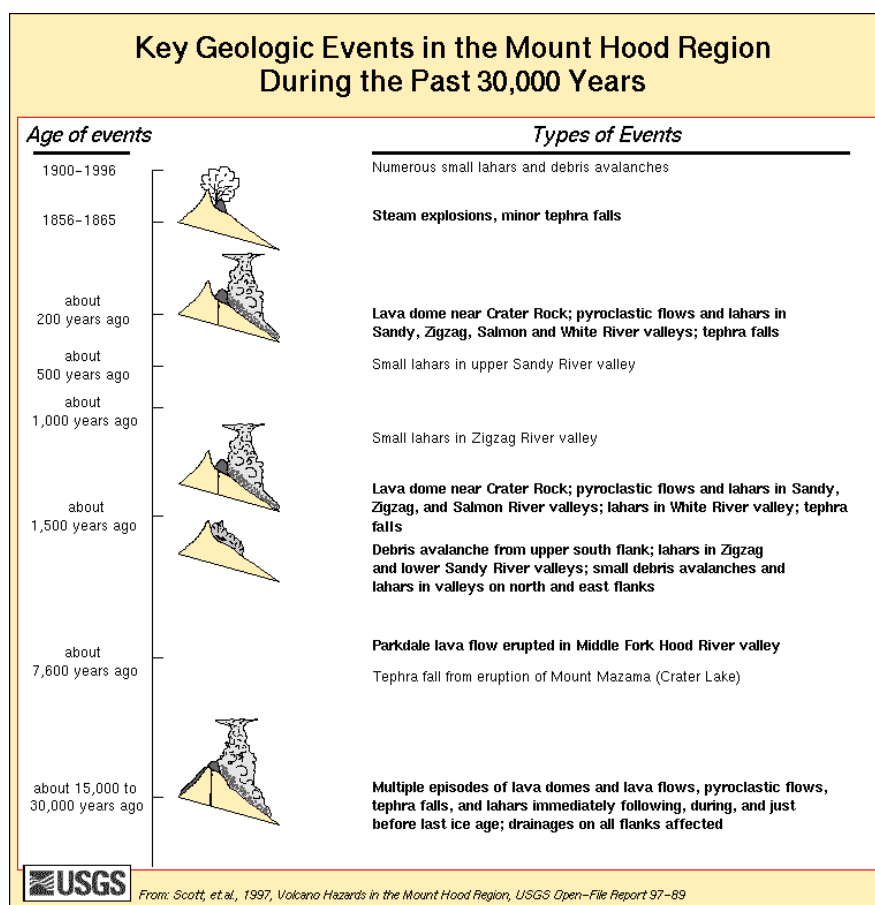 Key Geologic Events in the Mount Hood Region
During the Past 30,000 Years
Age of events
Types of Events
1900-1996
Numerous small lahars and debris avalanches
1856-1865
Steam explosions, minor tephra falls
about
200 years ago
Lava dome near Crater Rock; pyroclastic flows and lahars in
Sandy, Zigzag, Salmon and White River valleys; tephra falls
about
500 years ago
Small lahars in upper Sandy River valley
about
1,000 years ago
Small lahars in Zigzag River valley
about
1,500 years ago
Lava dome near Crater Rock; pyroclastic flows and lahars in Sandy,
Zigzag, and Salmon River valleys; lahars in White River valley; tephra
falls
Debris avalanche from upper south flank; lahars in Zigzag
and lower Sandy River valleys; small debris avalanches and
lahars in valleys on north and east flanks
about
7,600 years ago
Parkdale lava flow erupted in Middle Fork Hood River valley
Tephra fall from eruption of Mount Mazama (Crater Lake)
about 15,000 to
30,000 years ago
Multiple episodes of lava domes and lava flows, pyroclastic flows,
tephra falls, and lahars immediately following, during, and just
before last ice age; drainages on all flanks affected
USGS
From: Scott, et.al., 1997, Volcano Hazards in the Mount Hood Region, USGS Open-File Report 97-89